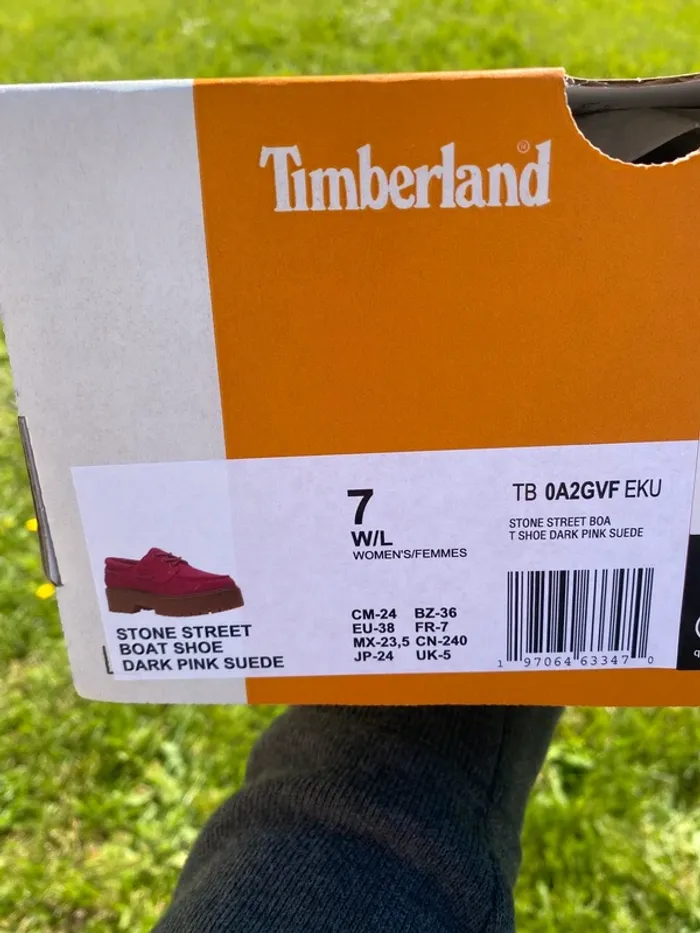 Timberland®
7
W/L
WOMEN'S/FEMMES
TB 0A2GVF EKU
STONE STREET BOA
T SHOE DARK PINK SUEDE
STONE STREET
BOAT SHOE
DARK PINK SUEDE
CM-24 BZ-36
EU-38 FR-7
MX-23,5 CN-240
JP-24 UK-5
1 97064 63347 0